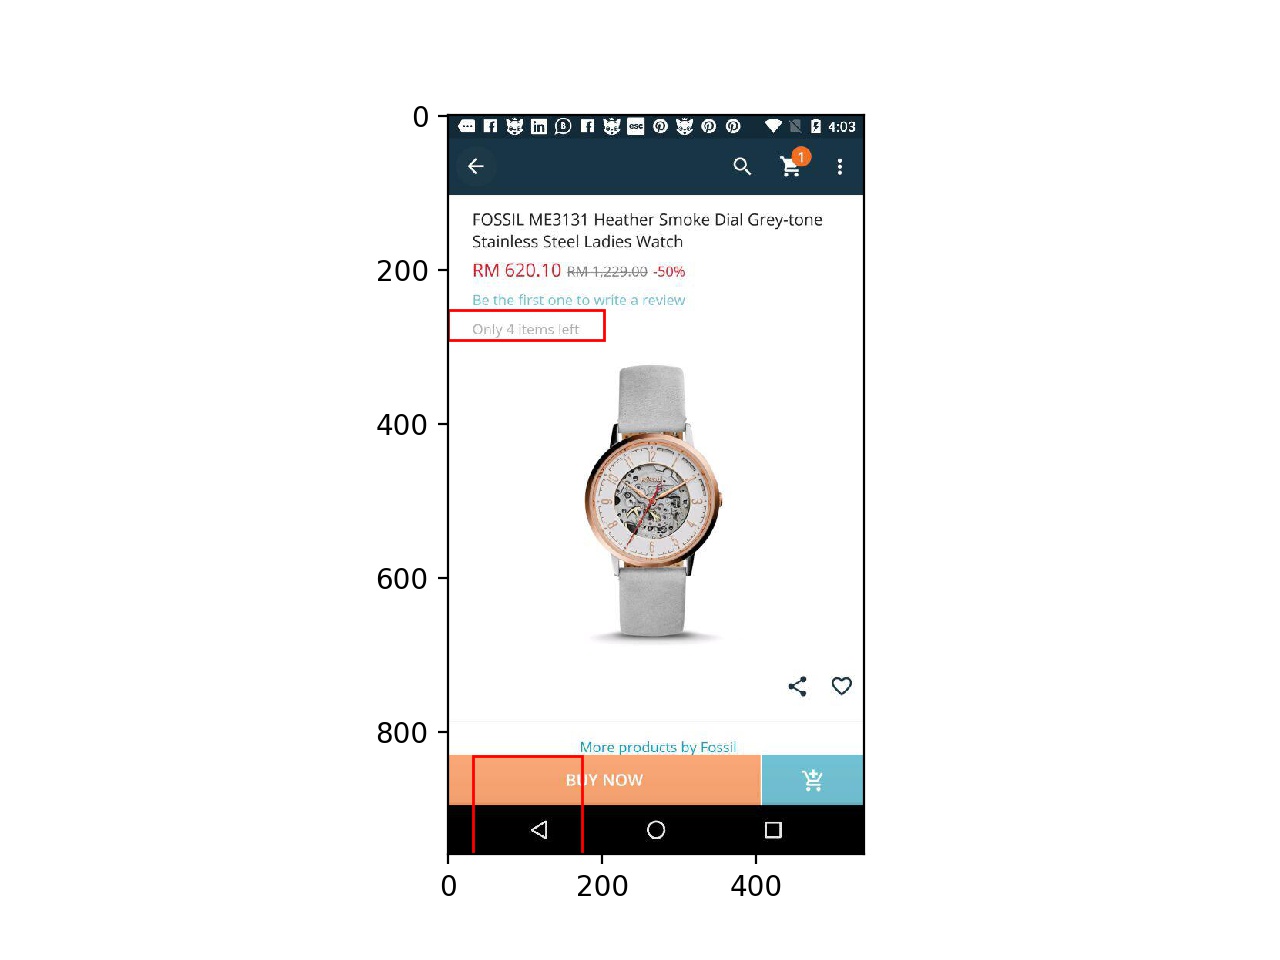 0
4:03
1
FOSSIL ME3131 Heather Smoke Dial Grey-tone
Stainless Steel Ladies Watch
200
RM 620.10 RM 1,229.00 -50%
Be the first one to write a review
Only 4 items left
400
600
800
More products by Fossil
BUY NOW
0 200 400